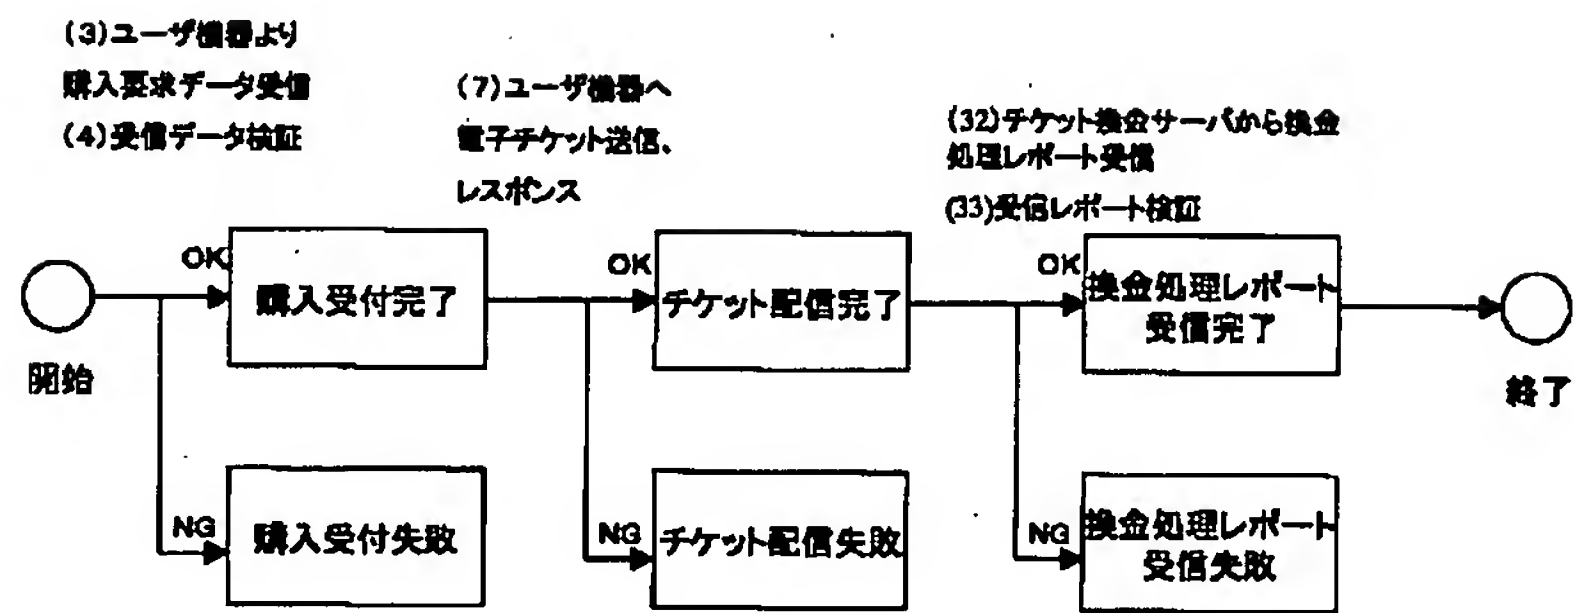 (3)ユーザ機器より
購入要求データ受信
(4)受信データ検証
(7)ユーザ機器へ
電子チケット送信、
レスポンス
(32)チケット換金サーバから換金
処理レポート受信
(33)受信レポート検証
OK
購入受付完了
OK
チケット配信完了
OK
換金処理レポート
受信完了
開始
終了
NG
購入受付失敗
NG
チケット配信失敗
NG
換金処理レポート
受信失敗